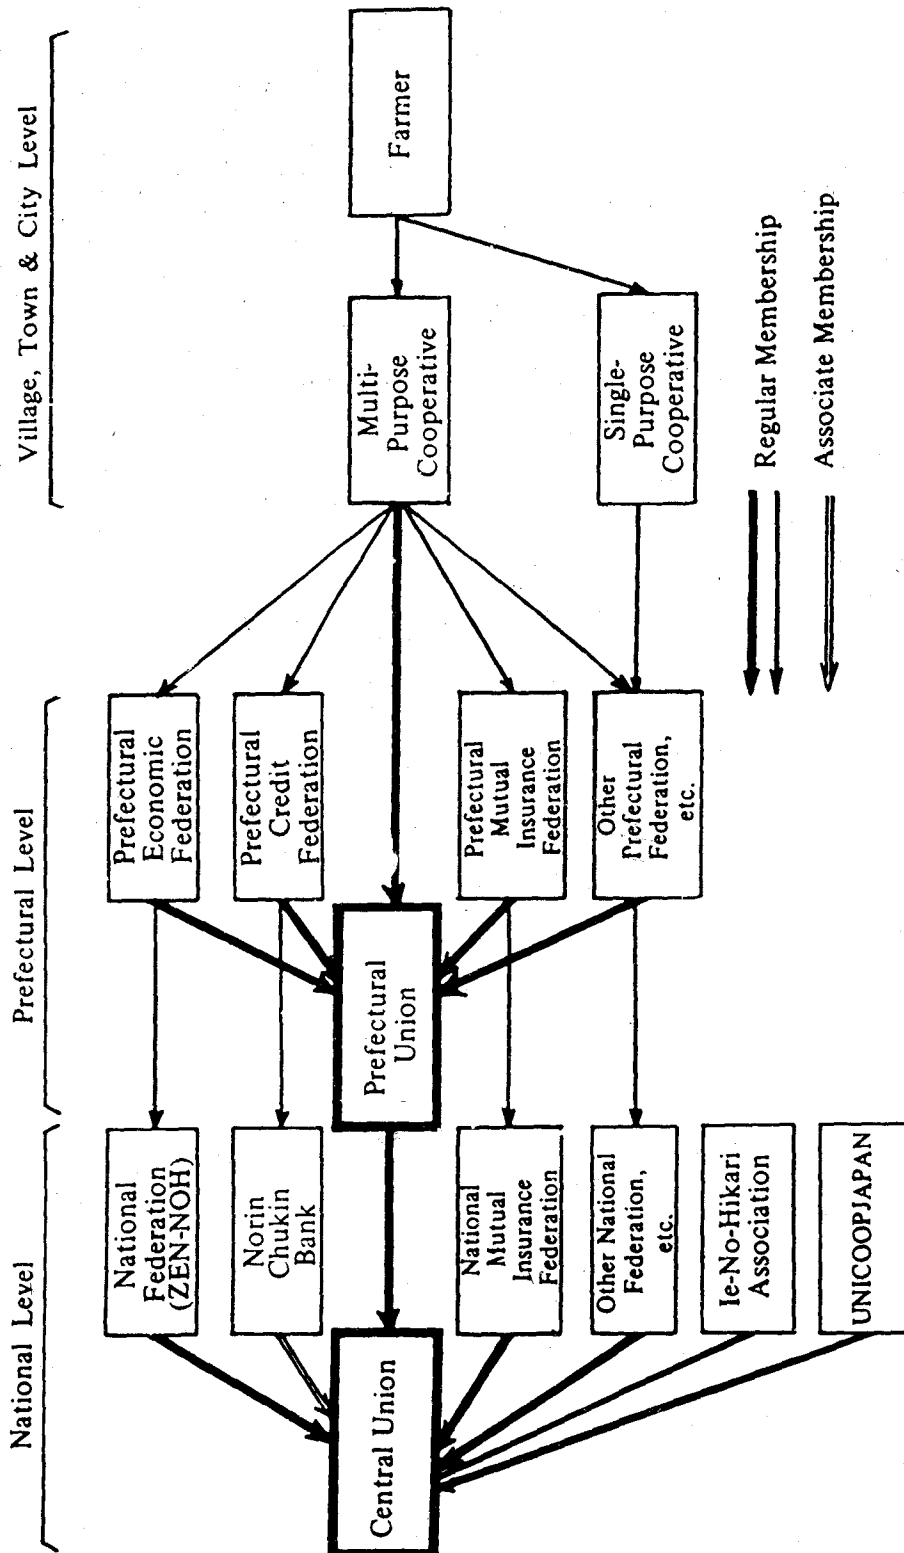 National Level
Prefectural Level
Village, Town & City Level
National
Federation
(ZEN-NOH)
Prefectural
Economic
Federation
Norin
Chukin
Bank
Prefectural
Credit
Federation
Central Union
Prefectural
Union
Multi-
Purpose
Cooperative
Farmer
National
Mutual
Insurance
Federation
Prefectural
Mutual
Insurance
Federation
Other National
Federation,
etc.
Other
Prefectural
Federation,
etc.
Single-
Purpose
Cooperative
Ie-No-Hikari
Association
UNICOOPJAPAN
Regular Membership
Associate Membership